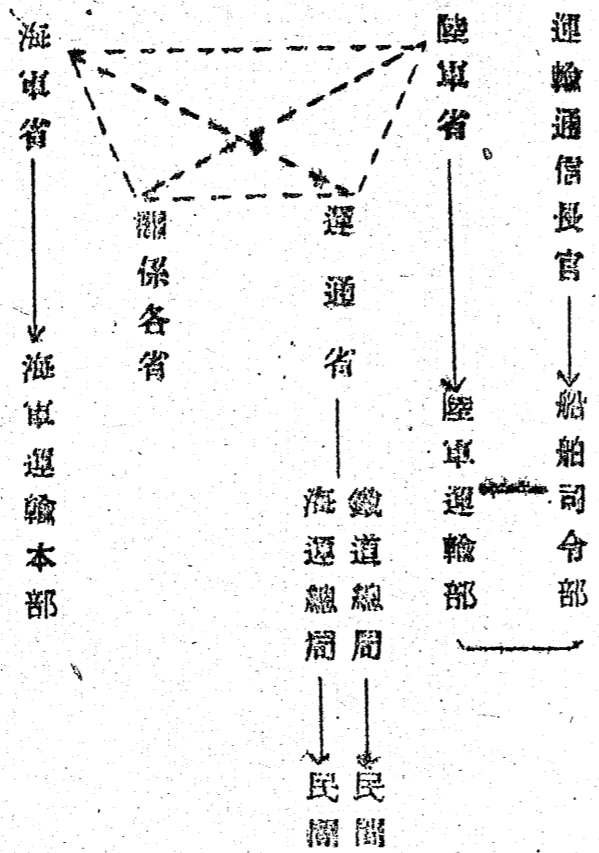 運輸通信長官
船舶司令部
陸軍省
陸軍運輸部
運通省
鐵道總局
民間
海運總局
民間
關係各省
海軍省
海軍運輸本部